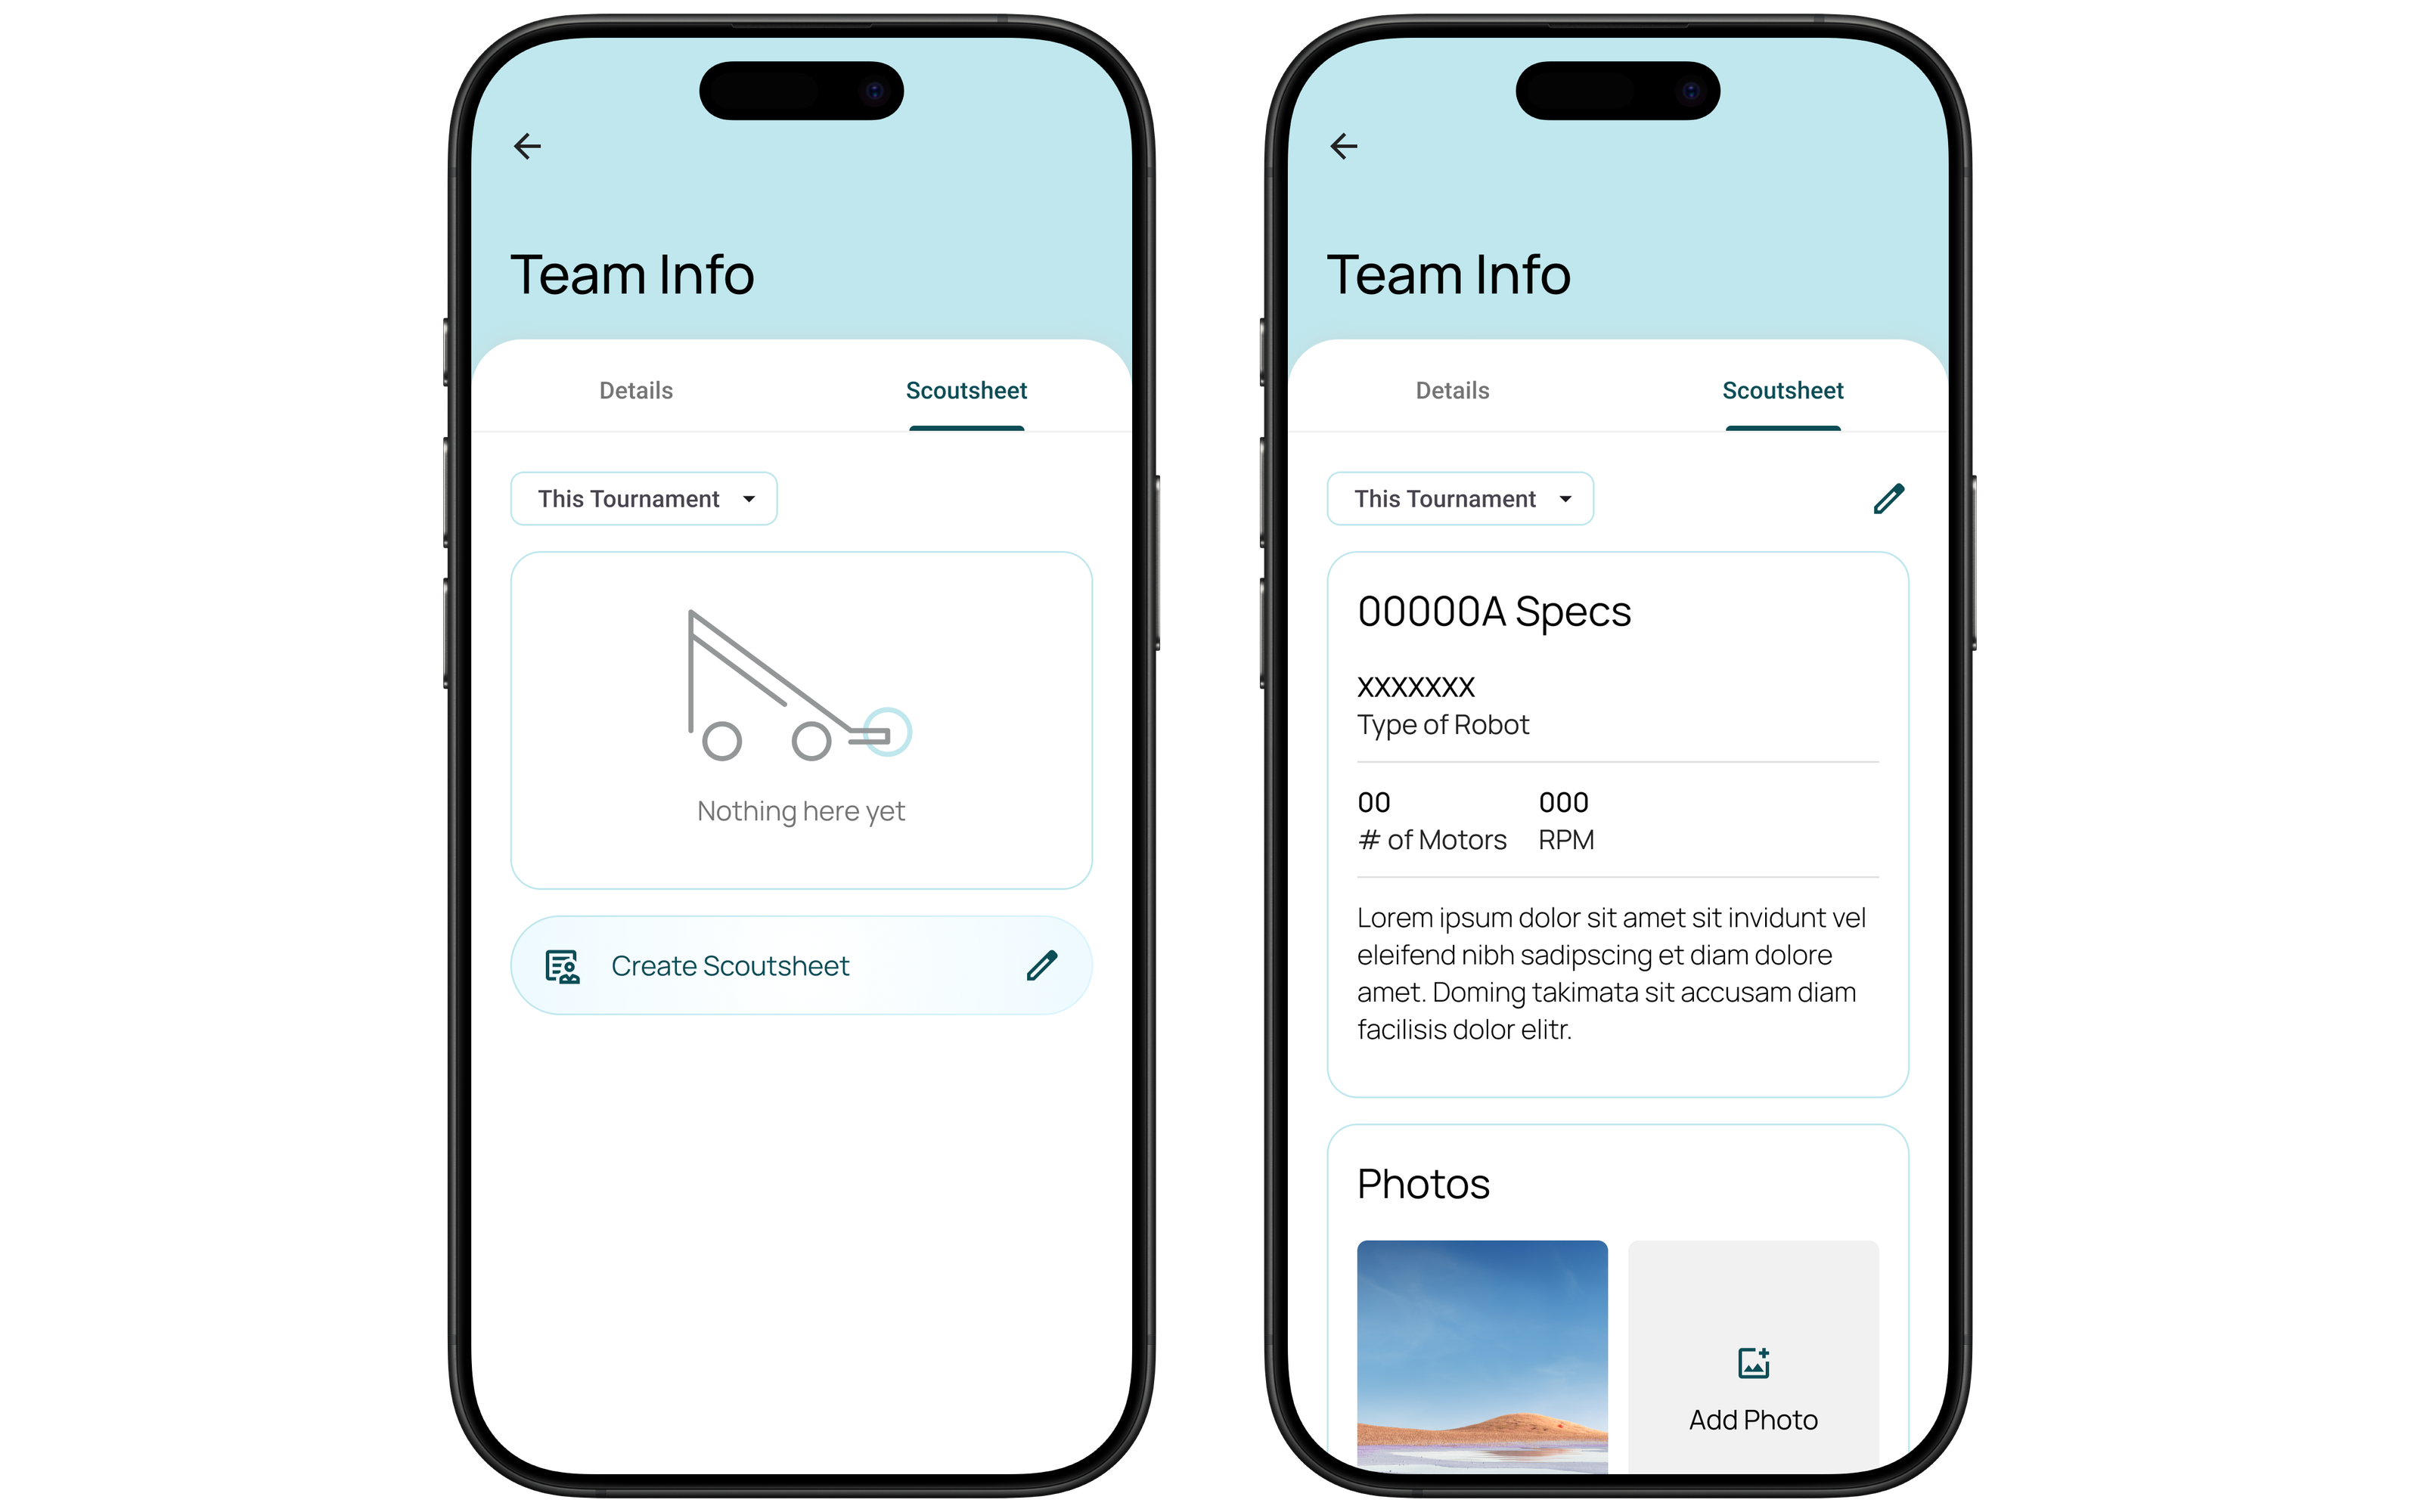 Team Info
Details
Scoutsheet
This Tournament
Nothing here yet
Create Scoutsheet
Team Info
Details
Scoutsheet
This Tournament
00000A Specs
XXXXXXX
Type of Robot
00
000
# of Motors
RPM
Lorem ipsum dolor sit amet sit invidunt vel
eleifend nibh sadipscing et diam dolore
amet. Doming takimata sit accusam diam
facilisis dolor elitr.
Photos
Add Photo